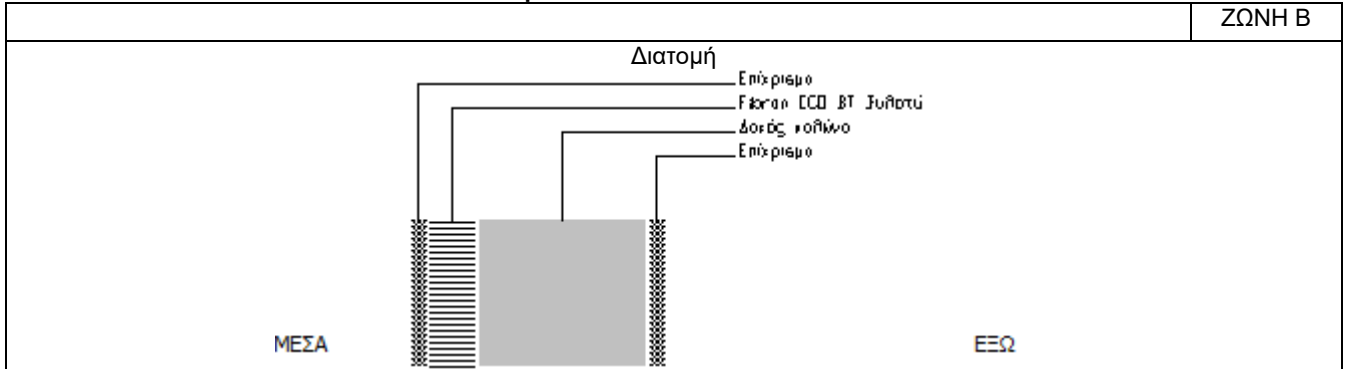 ΖΩΝΗ Β
Διατομή
Επίχρισμα
Fibran ECO BT Ξυλοτύ
Δοκός κολώνα
Επίχρισμα
ΜΕΣΑ
ΕΞΩ